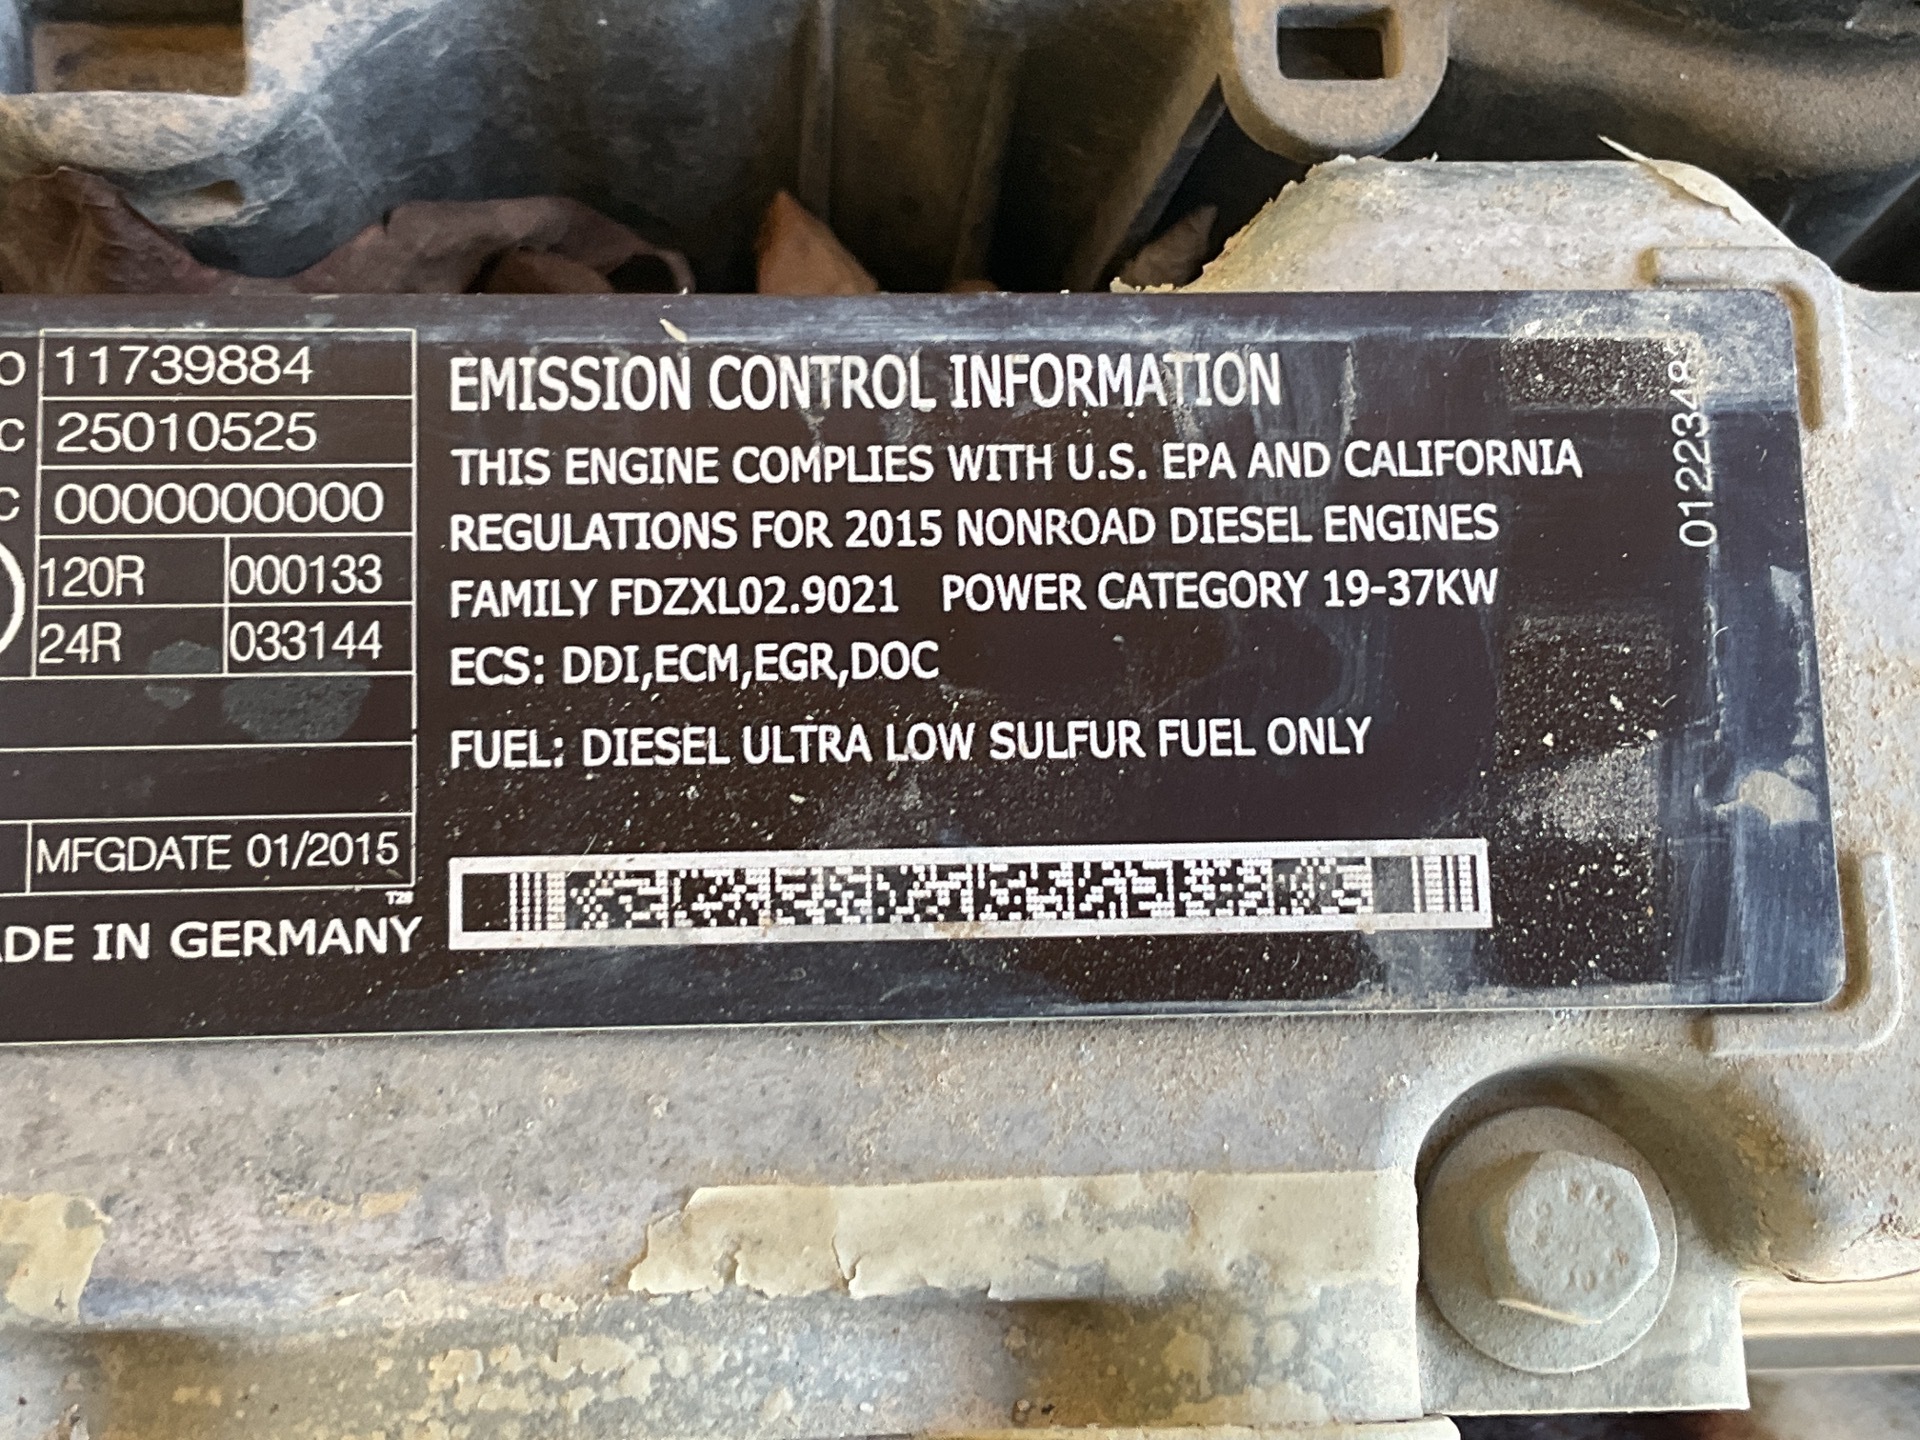 O 11739884
C 25010525
C 0000000000
120R 000133
24R 033144
MFGDATE 01/2015
ADE IN GERMANY
EMISSION CONTROL INFORMATION
THIS ENGINE COMPLIES WITH U.S. EPA AND CALIFORNIA
REGULATIONS FOR 2015 NONROAD DIESEL ENGINES
FAMILY FDZXL02.9021 POWER CATEGORY 19-37KW
ECS: DDI,ECM,EGR,DOC
FUEL: DIESEL ULTRA LOW SULFUR FUEL ONLY
0122348